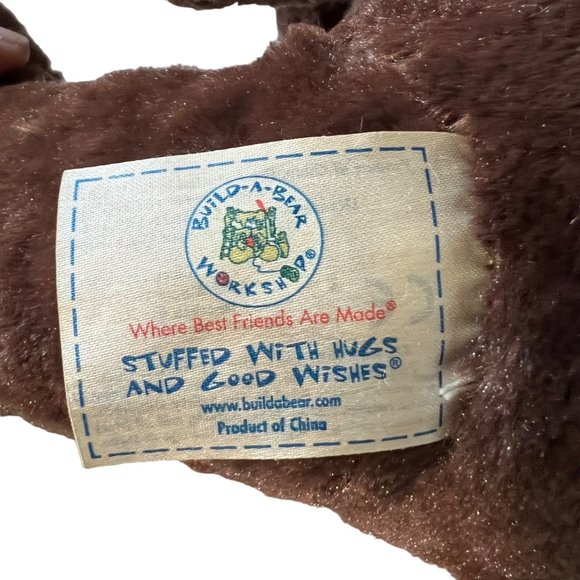 BUILD-A-BEAR
WORKSHOP®
Where Best Friends Are Made®
STUFFED WITH HUGS
AND GOOD WISHES®
www.buildabear.com
Product of China